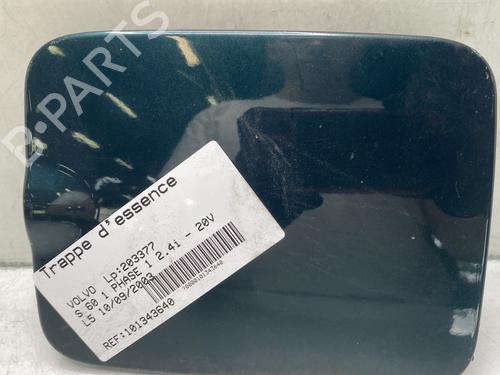 B-PARTS
Trappe d'essence
VOLVO Lp:203377
S 60 1 PHASE 1 2.4i - 20V
L5 10/09/2003
REF:101343640